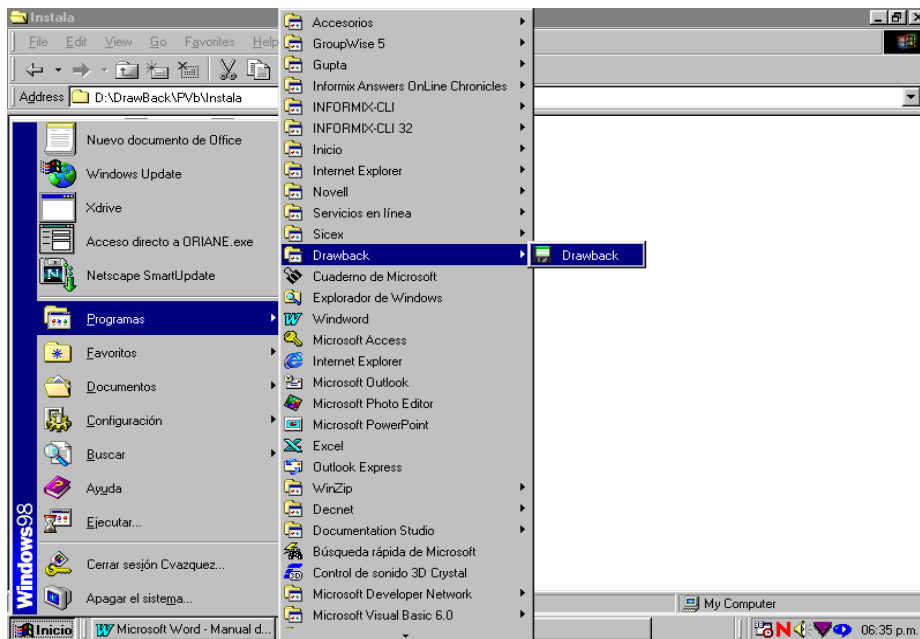 Instala
File Edit View Go Favorites Help
Address D:\DrawBack\PVb\Instala
Nuevo documento de Office
Windows Update
Xdrive
Acceso directo a ORIANE.exe
Netscape SmartUpdate
Programas
Favoritos
Documentos
Configuración
Buscar
Ayuda
Ejecutar...
Cerrar sesión Cvazquez...
Apagar el sistema...
Windows98
Accesorios
GroupWise 5
Gupta
Informix Answers OnLine Chronicles
INFORMIX-CLI
INFORMIX-CLI 32
Inicio
Internet Explorer
Novell
Servicios en línea
Sicex
Drawback
Cuaderno de Microsoft
Explorador de Windows
Windword
Microsoft Access
Internet Explorer
Microsoft Outlook
Microsoft Photo Editor
Microsoft PowerPoint
Excel
Outlook Express
WinZip
Decnet
Documentation Studio
Búsqueda rápida de Microsoft
Control de sonido 3D Crystal
Microsoft Developer Network
Microsoft Visual Basic 6.0
Drawback
My Computer
Inicio
Microsoft Word - Manual d...
06:35 p.m.